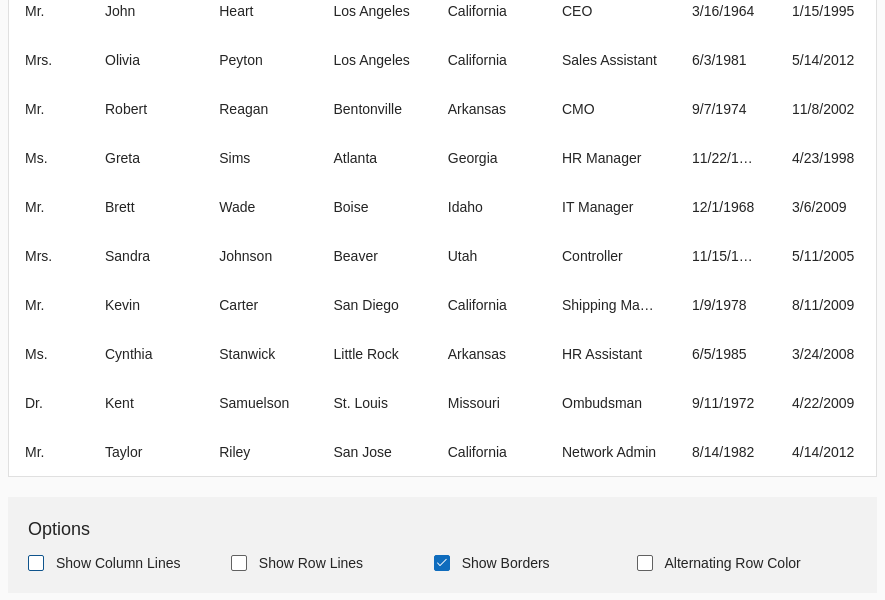 Mr. John Heart Los Angeles California CEO 3/16/1964 1/15/1995
Mrs. Olivia Peyton Los Angeles California Sales Assistant 6/3/1981 5/14/2012
Mr. Robert Reagan Bentonville Arkansas CMO 9/7/1974 11/8/2002
Ms. Greta Sims Atlanta Georgia HR Manager 11/22/1… 4/23/1998
Mr. Brett Wade Boise Idaho IT Manager 12/1/1968 3/6/2009
Mrs. Sandra Johnson Beaver Utah Controller 11/15/1… 5/11/2005
Mr. Kevin Carter San Diego California Shipping Ma… 1/9/1978 8/11/2009
Ms. Cynthia Stanwick Little Rock Arkansas HR Assistant 6/5/1985 3/24/2008
Dr. Kent Samuelson St. Louis Missouri Ombudsman 9/11/1972 4/22/2009
Mr. Taylor Riley San Jose California Network Admin 8/14/1982 4/14/2012
Options
Show Column Lines Show Row Lines Show Borders Alternating Row Color